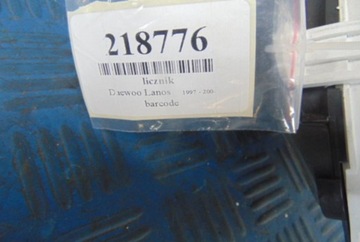 218776
licznik
Daewoo Lanos 1997 - 200
barcode